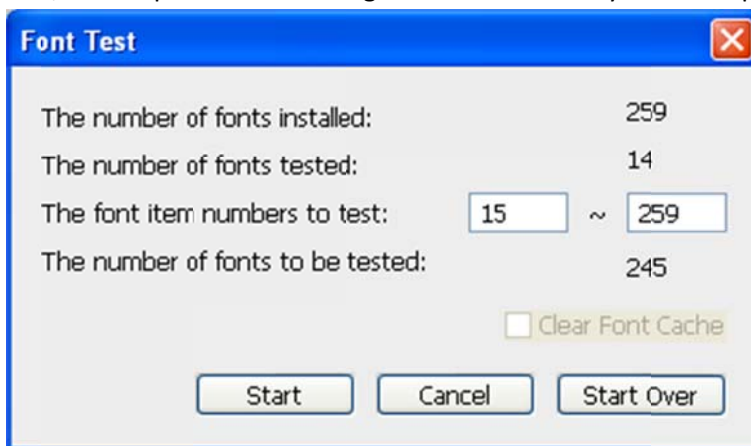 Font Test
The number of fonts installed: 259
The number of fonts tested: 14
The font item numbers to test: 15 ~ 259
The number of fonts to be tested: 245
Clear Font Cache
Start Cancel Start Over